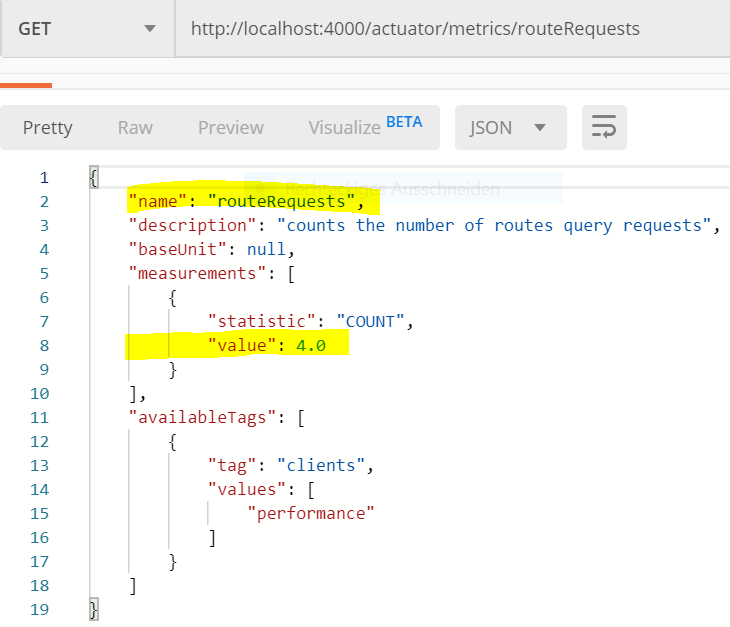 GET http://localhost:4000/actuator/metrics/routeRequests
Pretty Raw Preview Visualize BETA JSON
1 {
2 "name": "routeRequests",
Rechteckiges Ausschneiden
3 "description": "counts the number of routes query requests",
4 "baseUnit": null,
5 "measurements": [
6 {
7 "statistic": "COUNT",
8 "value": 4.0
9 }
10 ],
11 "availableTags": [
12 {
13 "tag": "clients",
14 "values": [
15 "performance"
16 ]
17 }
18 ]
19 }